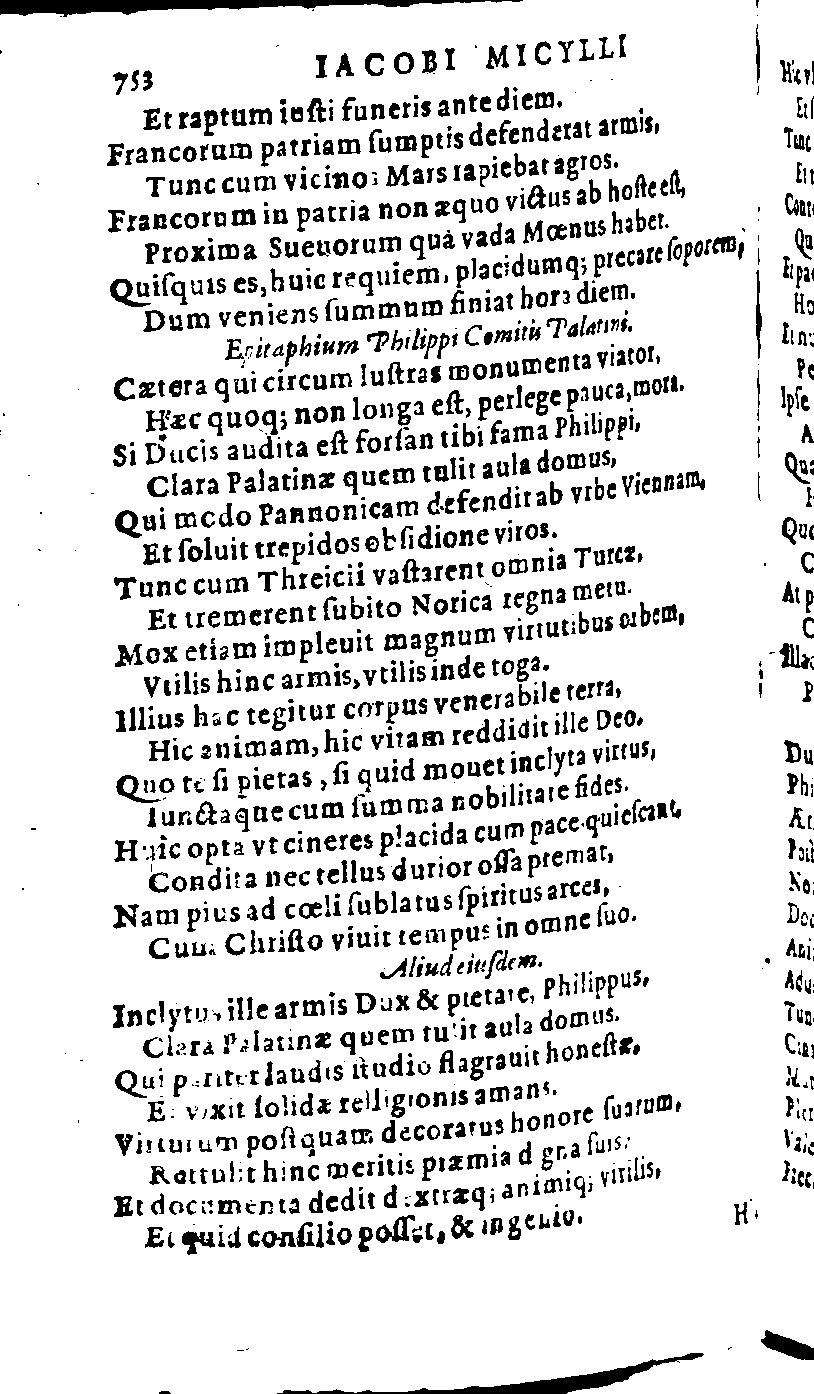 753 IACOBI MICYLLI
Et raptum iusti funeris ante diem.
Francorum patriam sumptis defenderat armis,
Tunc cum vicinos Mars rapiebat agros.
Francorum in patria non æquo victus ab hoste est,
Proxima Sueuorum quà vada Mœnus habet.
Quisquis es, huic requiem, placidumq; precare soporem,
Dum veniens summum finiat hora diem.
Epitaphium Philippi Comitis Palatini.
Cætera qui circum lustras monumenta viator,
Hæc quoq; non longa est, perlege pauca, mora.
Si Ducis audita est forsan tibi fama Philippi,
Clara Palatinæ quem tulit aula domus,
Qui modo Pannonicam defendit ab vrbe Viennam,
Et soluit trepidos obsidione viros.
Tunc cum Threicii vastarent omnia Turcæ,
Et tremerent subito Norica regna metu.
Mox etiam impleuit magnum virtutibus orbem,
Vtilis hinc armis, vtilis inde toga.
Illius hac tegitur corpus venerabile terra,
Hic animam, hic vitam reddidit ille Deo.
Quo te si pietas, si quid mouet inclyta virtus,
Iunctaque cum summa nobilitate fides.
Huic opta vt cineres placida cum pace quiescant,
Condita nec tellus durior ossa premat,
Nam pius ad cœli sublatus spiritus arces,
Cum Christo viuit tempus in omne suo.
Aliud eiusdem.
Inclytus ille armis Dux & pietate, Philippus,
Clara Palatinæ quem tulit aula domus.
Qui pariter laudis studio flagrauit honestæ,
Et vixit solidæ relligionis amans.
Virtutum postquam decoratus honore suarum,
Rettulit hinc meritis præmia digna suis:
Et documenta dedit dextræq; animiq; virilis,
Et quid consilio posset, & ingenio.